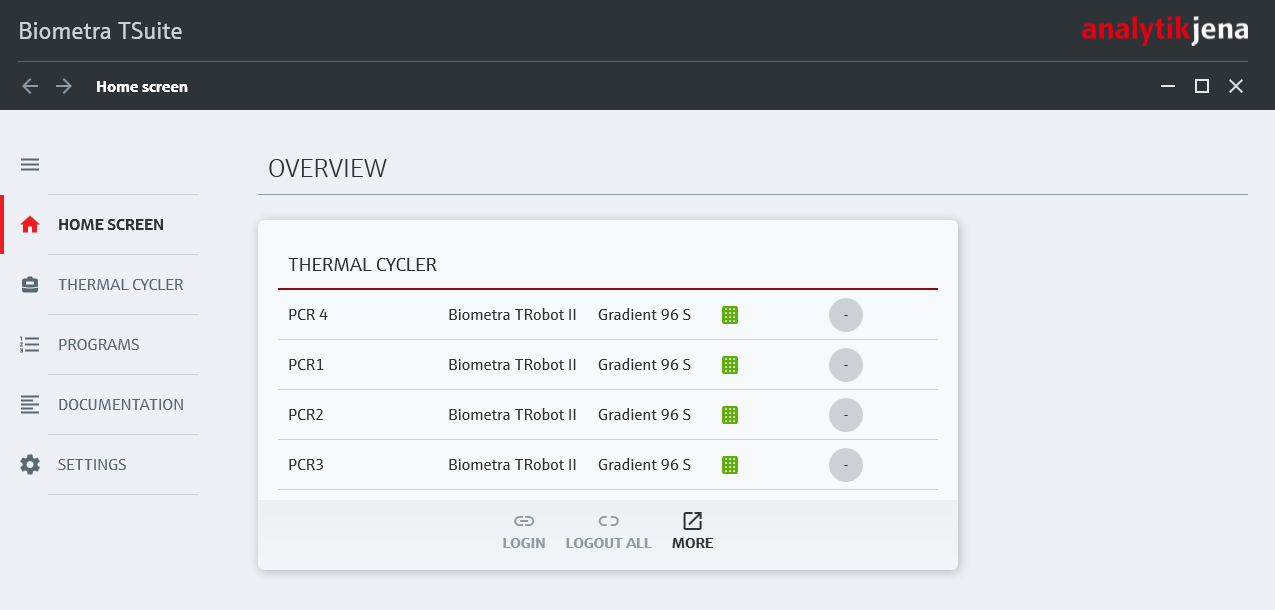 Biometra TSuite
analytikjena
Home screen
OVERVIEW
HOME SCREEN
THERMAL CYCLER
PROGRAMS
DOCUMENTATION
SETTINGS
THERMAL CYCLER
PCR 4 Biometra TRobot II Gradient 96 S -
PCR1 Biometra TRobot II Gradient 96 S -
PCR2 Biometra TRobot II Gradient 96 S -
PCR3 Biometra TRobot II Gradient 96 S -
LOGIN LOGOUT ALL MORE